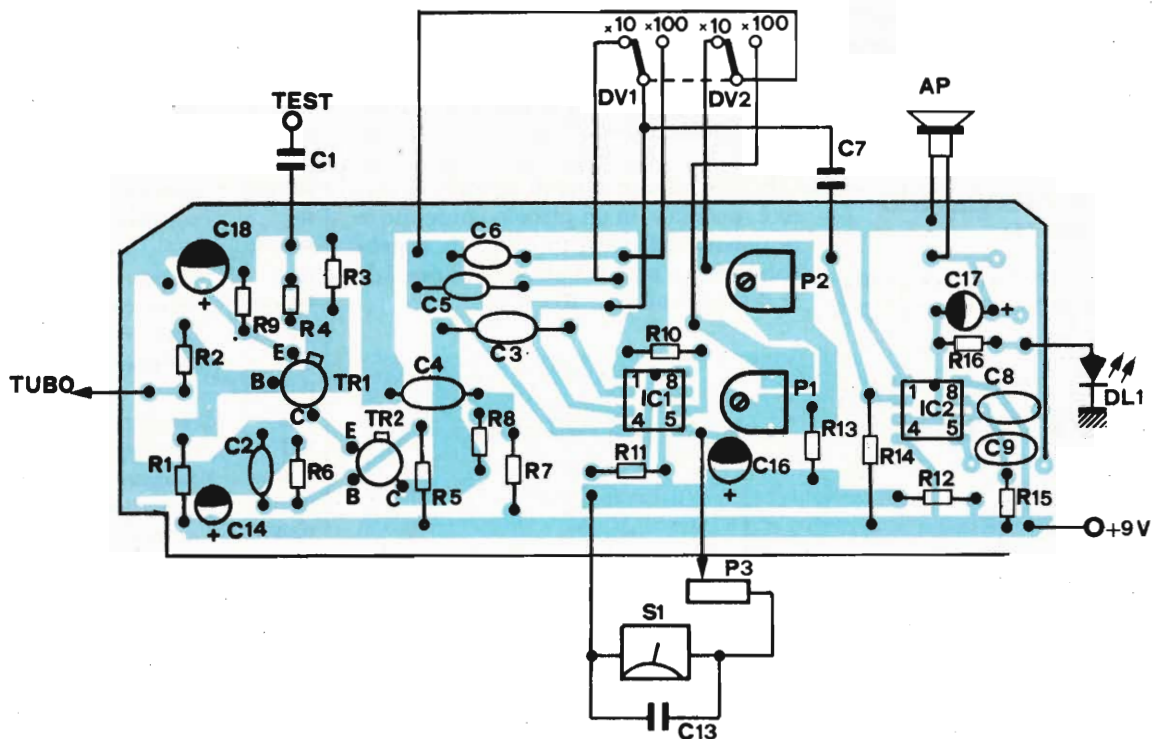 ×10 ×100 ×10 ×100
DV1 DV2
AP
TEST
C1
C7
C18
C6
R3
C5
P2
C17
+
+
R9
R4
C3
R10
R16
R2
E
1 8
IC1
4 5
P1
1 8
IC2
4 5
C8
DL1
TUBO
B
TR1
C4
C
TR2
E
R8
R13
C9
R1
C2
R6
B
C
R5
R7
R11
C16
+
R14
R12
R15
C14
+
+9V
P3
S1
C13